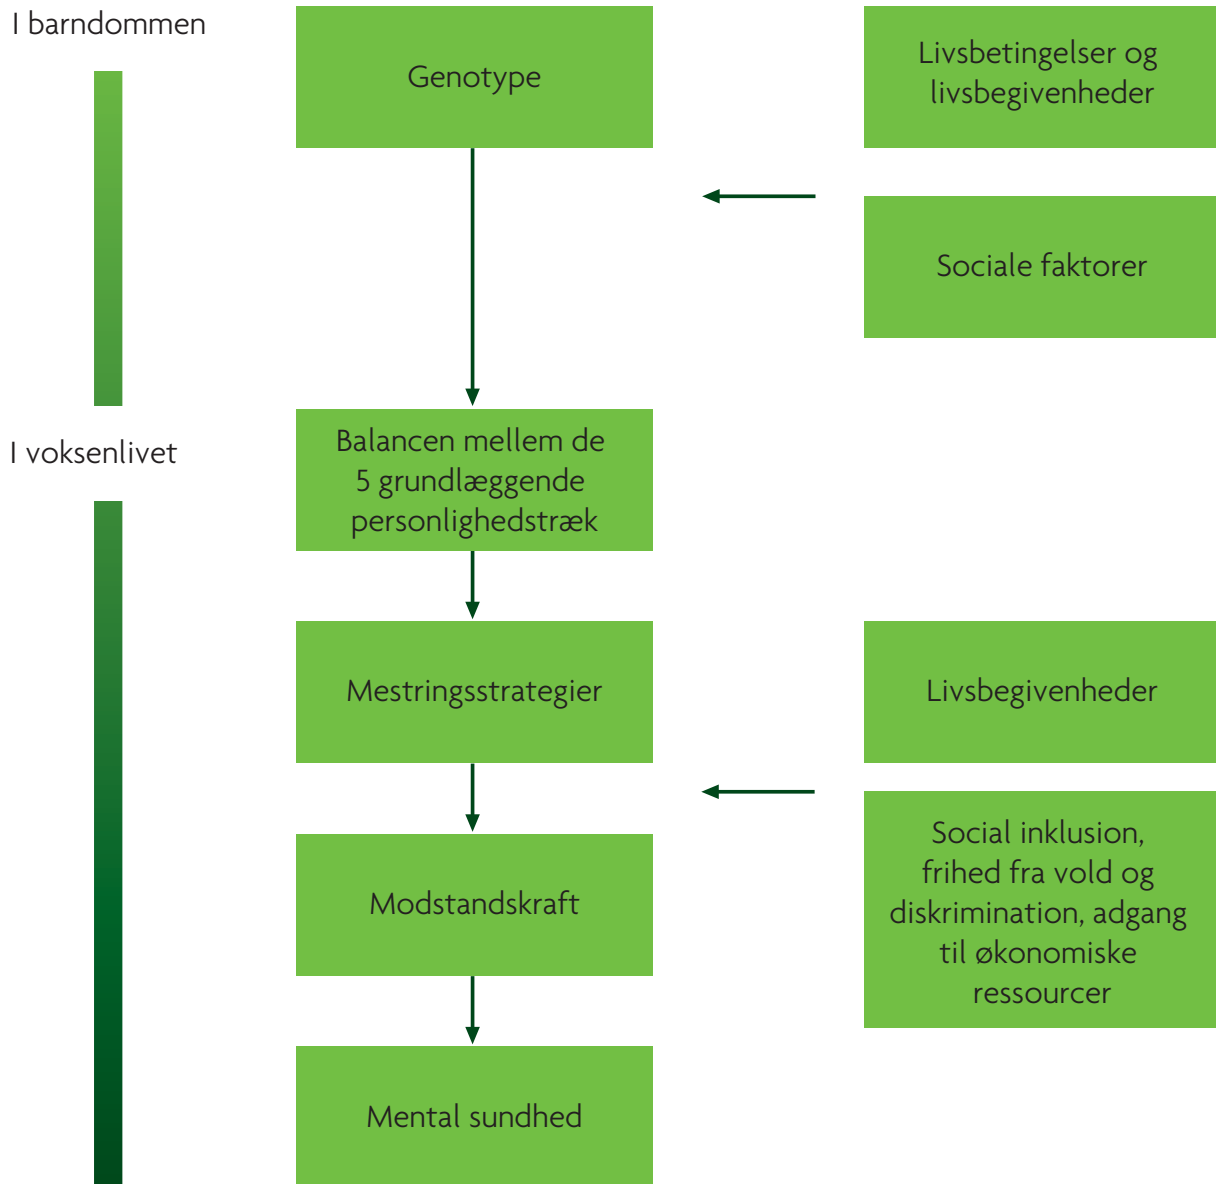 I barndommen
Genotype
Livsbetingelser og
livsbegivenheder
Sociale faktorer
I voksenlivet
Balancen mellem de
5 grundlæggende
personlighedstræk
Mestringsstrategier
Livsbegivenheder
Modstandskraft
Social inklusion,
frihed fra vold og
diskrimination, adgang
til økonomiske
ressourcer
Mental sundhed